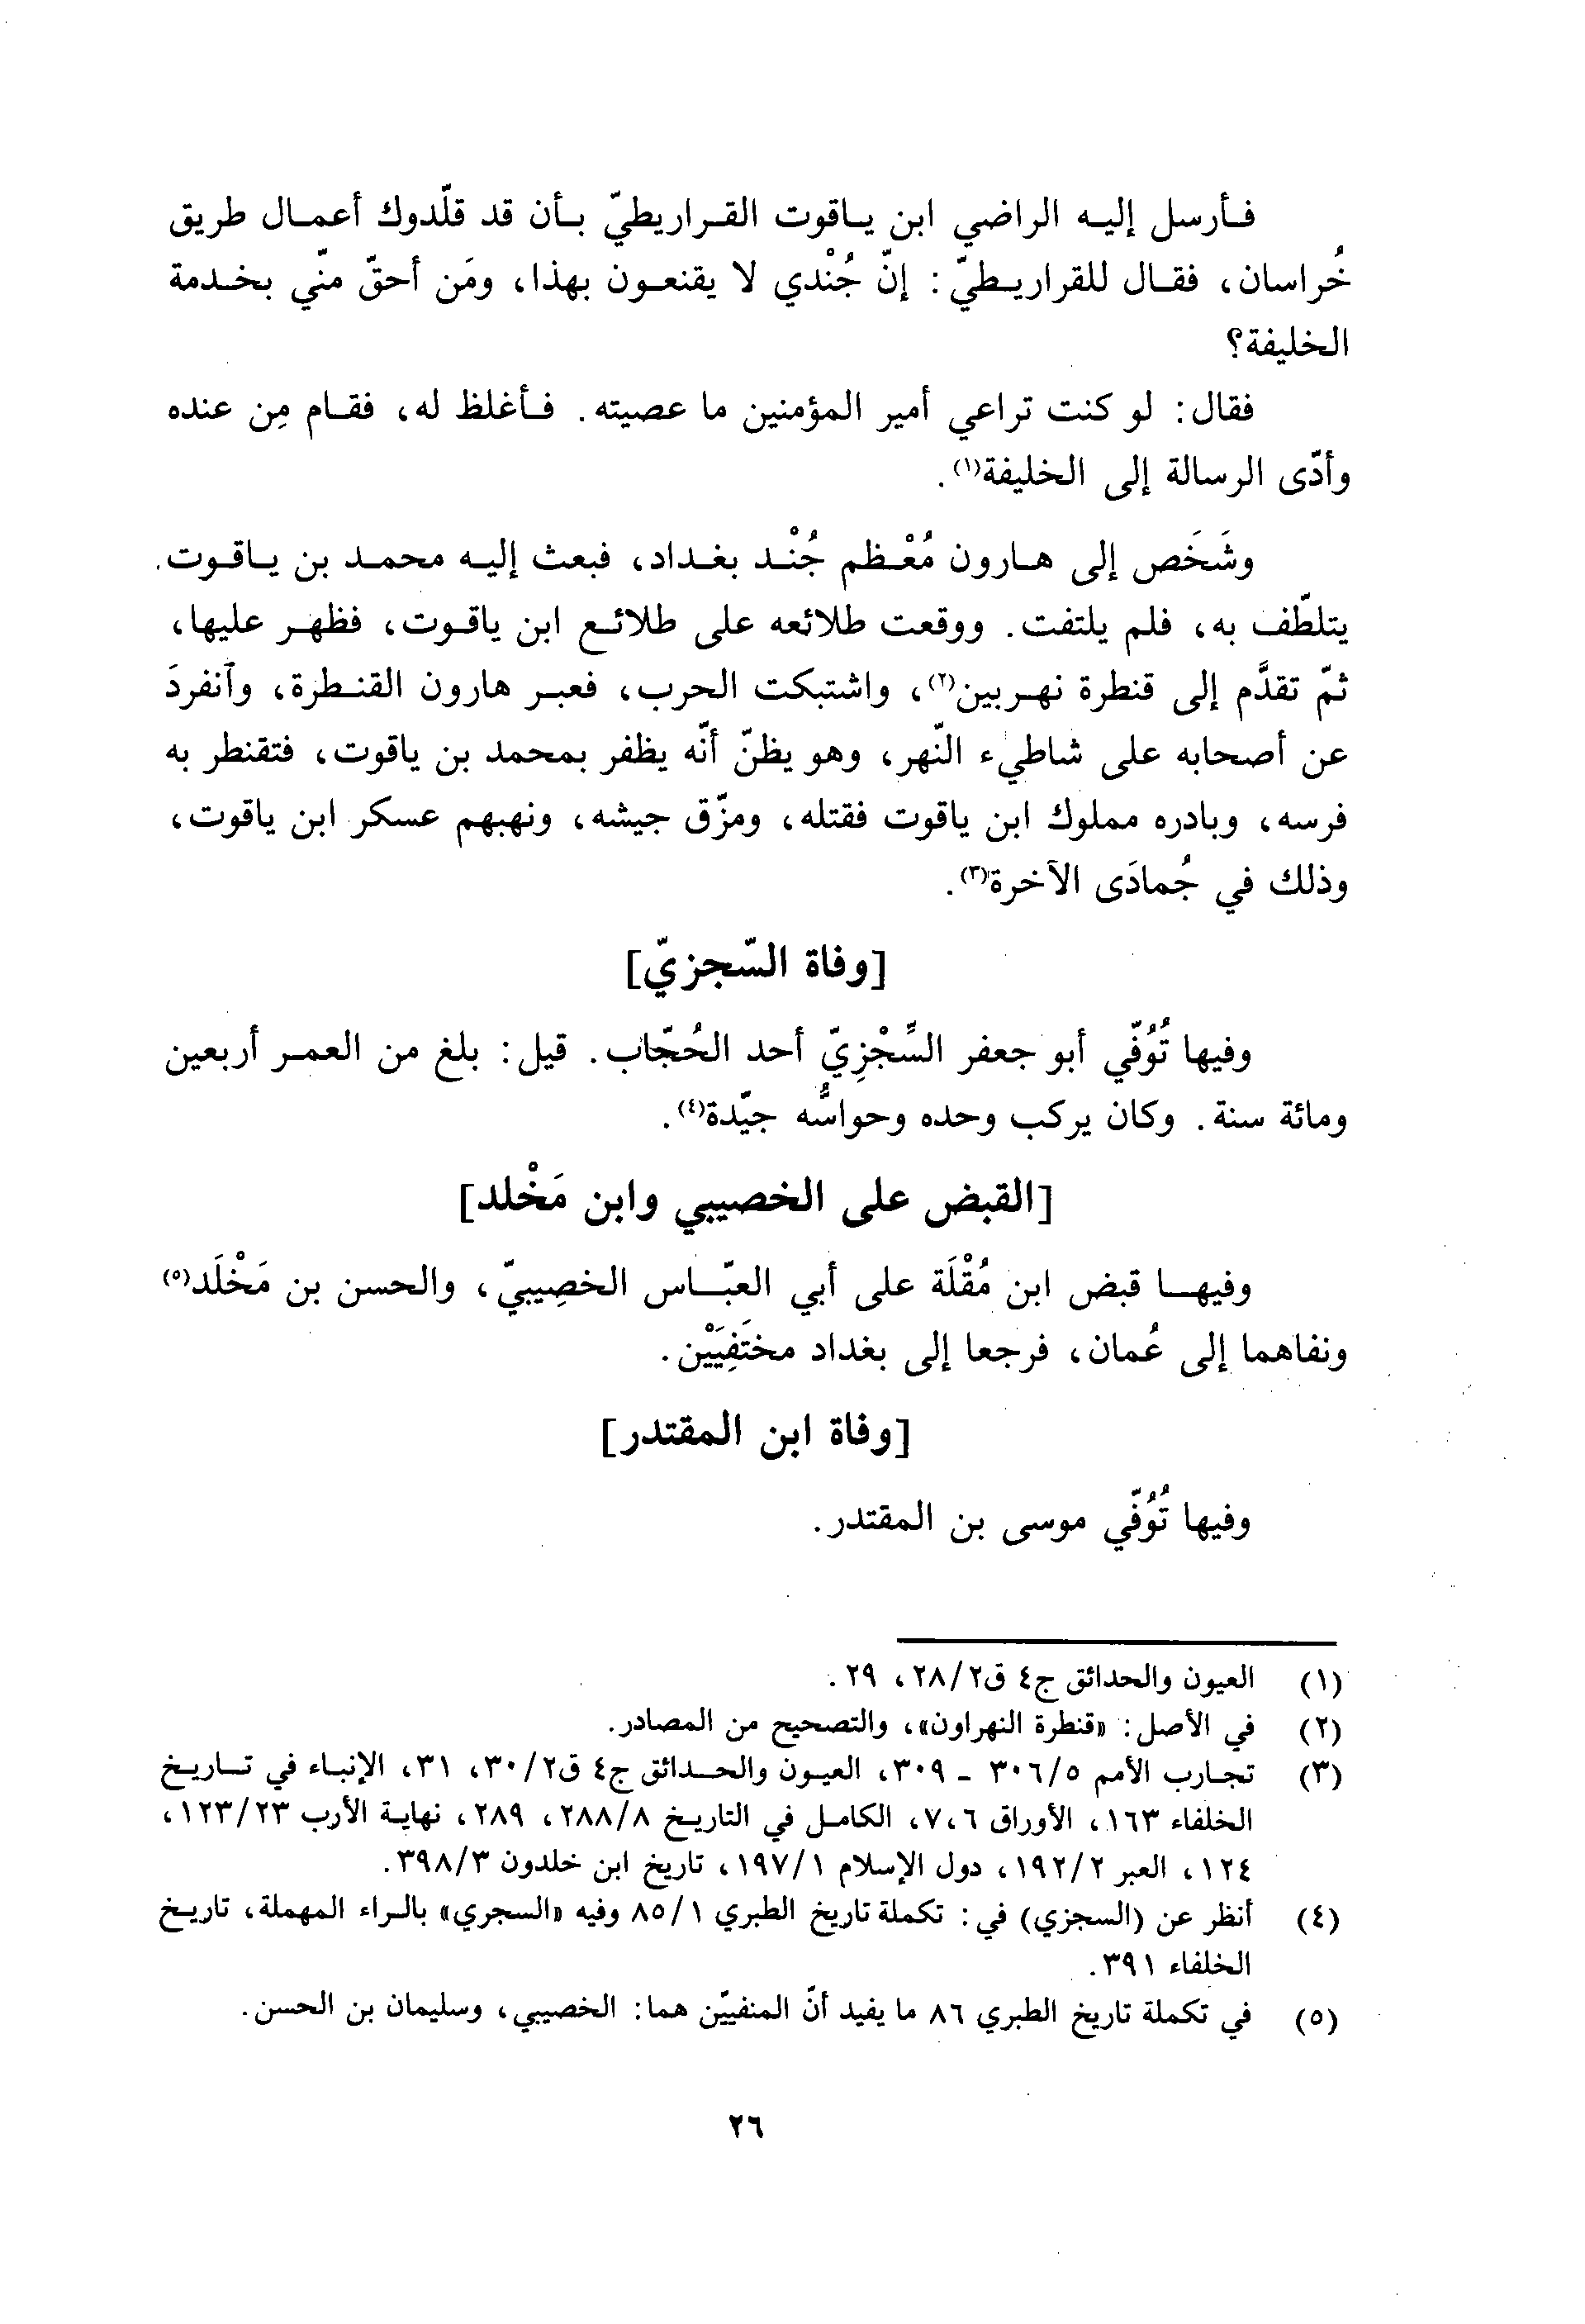 فأرسل إليه الراضي ابن ياقوت القراريطيّ بأن قد قلّدوك أعمال طريق
خُراسان، فقال للقراريطيّ: إنّ جُنْدي لا يقنعون بهذا، ومَن أحقّ منّي بخدمة
الخليفة؟
فقال: لو كنت تراعي أمير المؤمنين ما عصيته. فأغلظ له، فقام مِن عنده
وأدّى الرسالة إلى الخليفة(١).
وشَخَص إلى هارون مُعْظم جُنْد بغداد، فبعث إليه محمد بن ياقوت.
يتلطّف به، فلم يلتفت. ووقعت طلائعه على طلائع ابن ياقوت، فظهر عليها،
ثمّ تقدَّم إلى قنطرة نهربين(٢)، واشتبكت الحرب، فعبر هارون القنطرة، وآنفردَ
عن أصحابه على شاطىء النّهر، وهو يظنّ أنّه يظفر بمحمد بن ياقوت، فتقنطر به
فرسه، وبادره مملوك ابن ياقوت فقتله، ومزّق جيشه، ونهبهم عسكر ابن ياقوت،
وذلك في جُمادَى الآخرة(٣).
[وفاة السّجزيّ]
وفيها تُوُفّي أبو جعفر السِّجْزِيّ أحد الحُجّاب. قيل: بلغ من العمر أربعين
ومائة سنة. وكان يركب وحده وحواسُّه جيّدة(٤).
[القبض على الخصيبي وابن مَخْلد]
وفيها قبض ابن مُقْلَة على أبي العبّاس الخصِيبيّ، والحسن بن مَخْلَد(٥)
ونفاهما إلى عُمان، فرجعا إلى بغداد مختَفِيَيْن.
[وفاة ابن المقتدر]
وفيها تُوُفّي موسى بن المقتدر.
(١) العيون والحدائق ج٤ ق٢/٢٨، ٢٩.
(٢) في الأصل: «قنطرة النهراون»، والتصحيح من المصادر.
(٣) تجارب الأمم ٥/٣٠٦ - ٣٠٩، العيون والحدائق ج٤ ق٢/٣٠، ٣١، الإنباء في تاريخ
الخلفاء ١٦٣، الأوراق ٦،٧، الكامل في التاريخ ٨/٢٨٨، ٢٨٩، نهاية الأرب ٢٣/١٢٣،
١٢٤، العبر ٢/١٩٢، دول الإسلام ١/١٩٧، تاريخ ابن خلدون ٣/٣٩٨.
(٤) أنظر عن (السجزي) في: تكملة تاريخ الطبري ١/٨٥ وفيه «السجري» بالراء المهملة، تاريخ
الخلفاء ٣٩١.
(٥) في تكملة تاريخ الطبري ٨٦ ما يفيد أنّ المنفيّين هما: الخصيبي، وسليمان بن الحسن.
٢٦